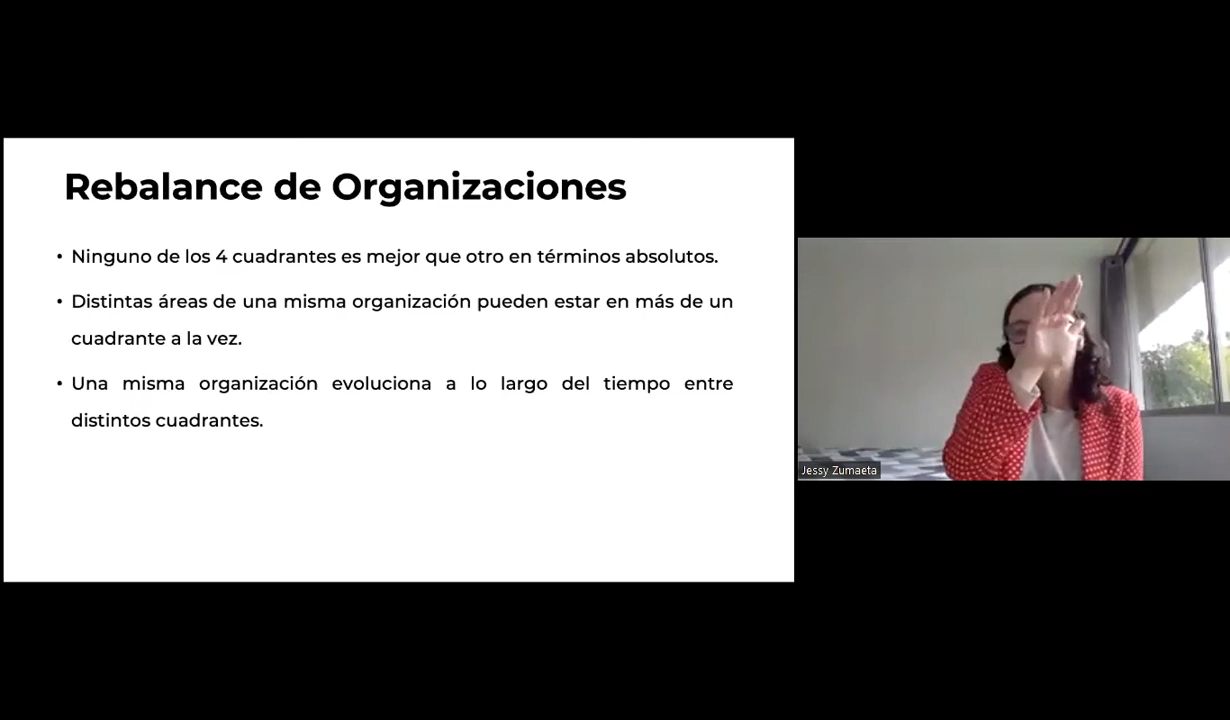 Rebalance de Organizaciones
• Ninguno de los 4 cuadrantes es mejor que otro en términos absolutos.
• Distintas áreas de una misma organización pueden estar en más de un
cuadrante a la vez.
• Una misma organización evoluciona a lo largo del tiempo entre
distintos cuadrantes.
Jessy Zumaeta